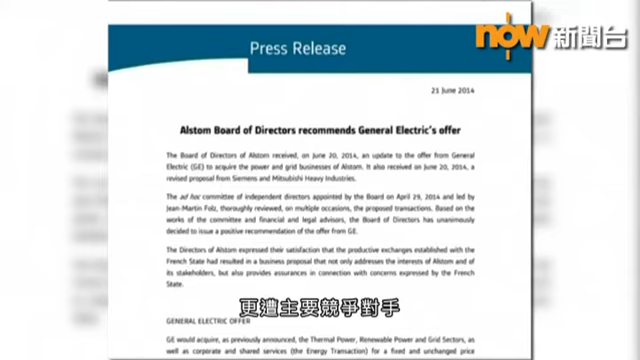 now 新聞台
Press Release
21 June 2014
Alstom Board of Directors recommends General Electric's offer
The Board of Directors of Alstom received, on June 20, 2014, an update to the offer from General
Electric (GE) to acquire the power and grid businesses of Alstom. It also received on June 20, 2014, a
revised proposal from Siemens and Mitsubishi Heavy Industries.
The ad hoc committee of independent directors appointed by the Board on April 29, 2014 and led by
Jean-Martin Folz, thoroughly reviewed, on multiple occasions, the proposed transactions. Based on
the works of the committee and financial and legal advisors, the Board of Directors has unanimously
decided to issue a positive recommendation of the offer from GE.
The Directors of Alstom expressed their satisfaction that the productive exchanges established with the
French State had resulted in a business proposal that not only addresses the interests of Alstom and of
its stakeholders, but also provides assurances in connection with concerns expressed by the French
State.
更遭主要競爭對手
GENERAL ELECTRIC OFFER
GE would acquire, as previously announced, the Thermal Power, Renewable Power and Grid Sectors, as
well as corporate and shared services (the Energy Transaction) for a fixed and unchanged price